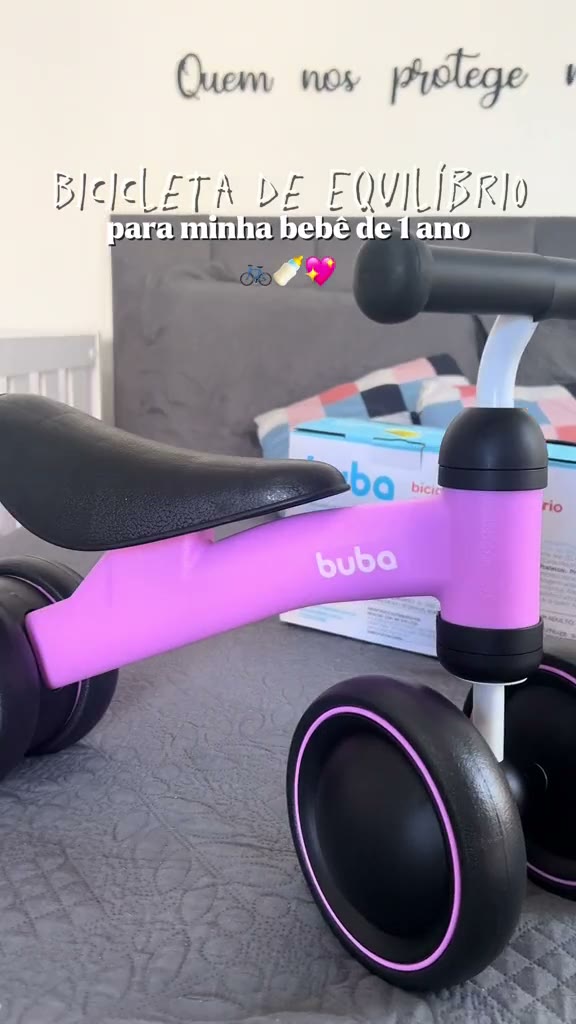 Quem nos protege
BICICLETA DE EQUILÍBRIO
para minha bebê de 1 ano
buba
buba